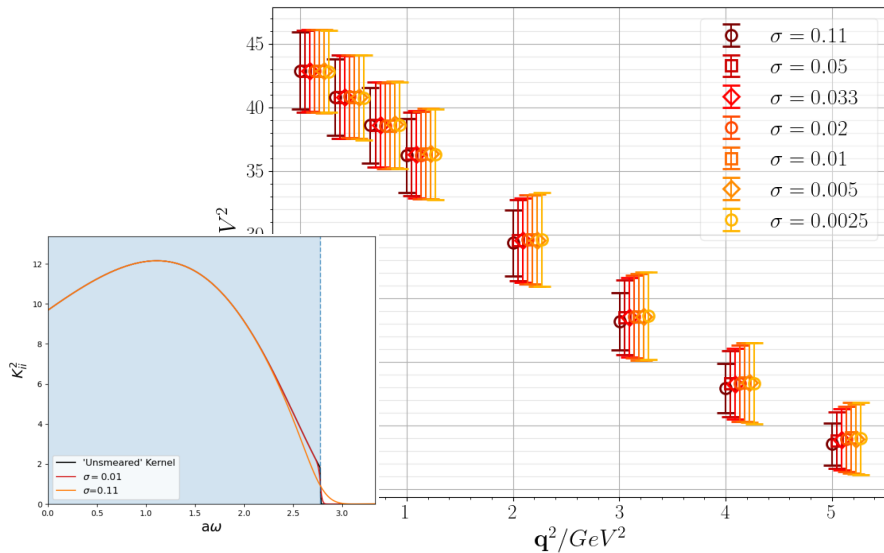 45
40
35
30
V²
σ = 0.11
σ = 0.05
σ = 0.033
σ = 0.02
σ = 0.01
σ = 0.005
σ = 0.0025
1 2 3 4 5
q²/GeV²
12
10
8
6
4
2
0
K²ᵢₗ
'Unsmeared' Kernel
σ = 0.01
σ=0.11
0.0 0.5 1.0 1.5 2.0 2.5 3.0
aω